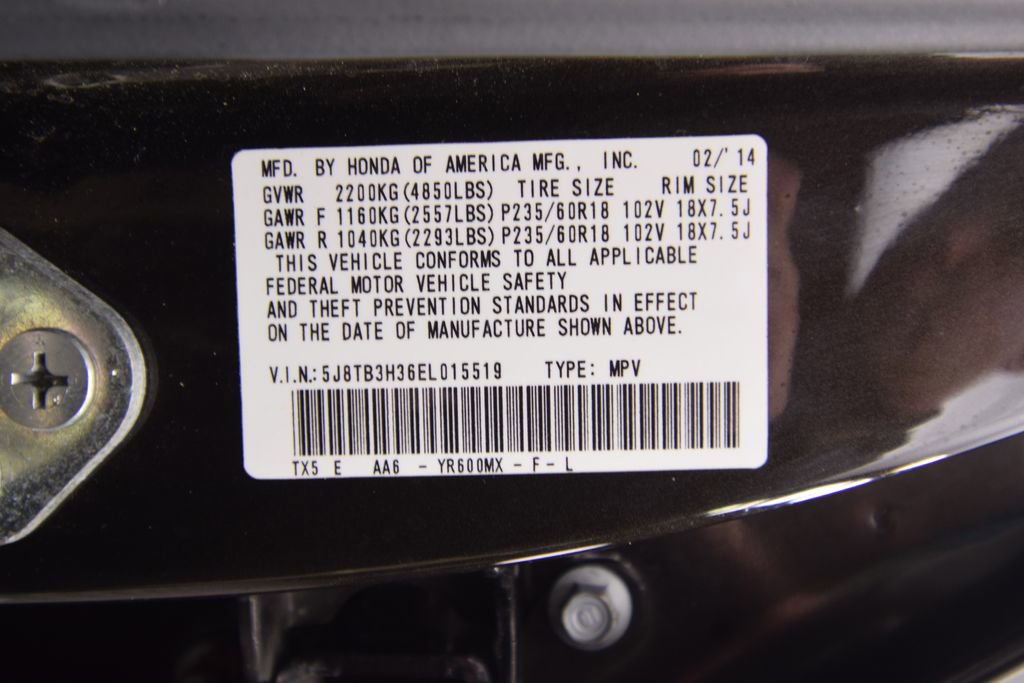 MFD. BY HONDA OF AMERICA MFG., INC. 02/'14
GVWR 2200KG(4850LBS) TIRE SIZE RIM SIZE
GAWR F 1160KG(2557LBS) P235/60R18 102V 18X7.5J
GAWR R 1040KG(2293LBS) P235/60R18 102V 18X7.5J
THIS VEHICLE CONFORMS TO ALL APPLICABLE
FEDERAL MOTOR VEHICLE SAFETY
AND THEFT PREVENTION STANDARDS IN EFFECT
ON THE DATE OF MANUFACTURE SHOWN ABOVE.
V.I.N.: 5J8TB3H36EL015519 TYPE: MPV
TX5 E AA6 - YR600MX - F - L